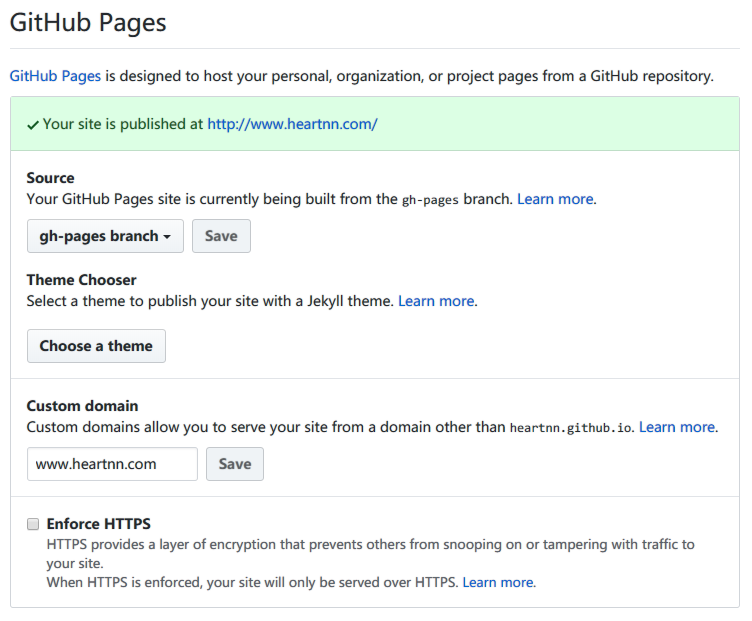 GitHub Pages
GitHub Pages is designed to host your personal, organization, or project pages from a GitHub repository.
Your site is published at http://www.heartnn.com/
Source
Your GitHub Pages site is currently being built from the gh-pages branch. Learn more.
gh-pages branch Save
Theme Chooser
Select a theme to publish your site with a Jekyll theme. Learn more.
Choose a theme
Custom domain
Custom domains allow you to serve your site from a domain other than heartnn.github.io. Learn more.
www.heartnn.com Save
Enforce HTTPS
HTTPS provides a layer of encryption that prevents others from snooping on or tampering with traffic to
your site.
When HTTPS is enforced, your site will only be served over HTTPS. Learn more.